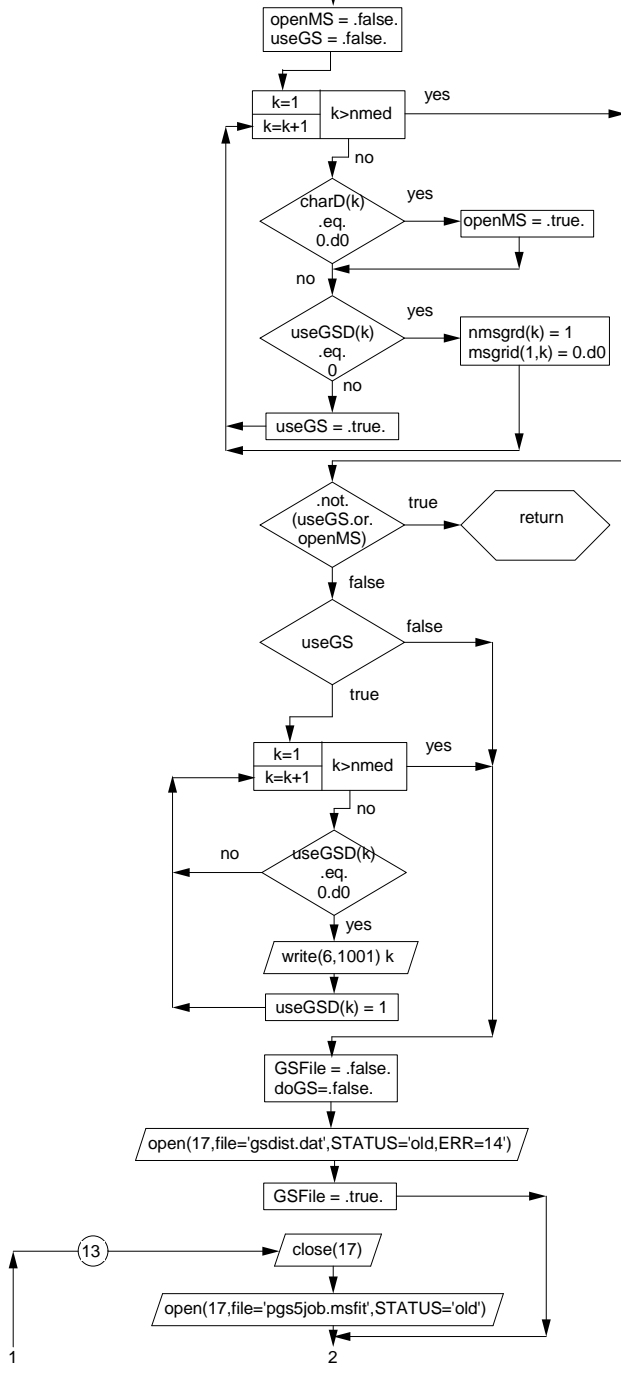 openMS = .false.
useGS = .false.
k=1
k=k+1
k>nmed
yes
no
charD(k)
.eq.
0.d0
yes
openMS = .true.
no
useGSD(k)
.eq.
0
yes
nmsgrd(k) = 1
msgrid(1,k) = 0.d0
no
useGS = .true.
.not.
(useGS.or.
openMS)
true
return
false
useGS
false
true
k=1
k=k+1
k>nmed
yes
no
useGSD(k)
.eq.
0.d0
no
yes
write(6,1001) k
useGSD(k) = 1
GSFile = .false.
doGS=.false.
open(17,file='gsdist.dat',STATUS='old,ERR=14')
GSFile = .true.
13
close(17)
open(17,file='pgs5job.msfit',STATUS='old')
1
2